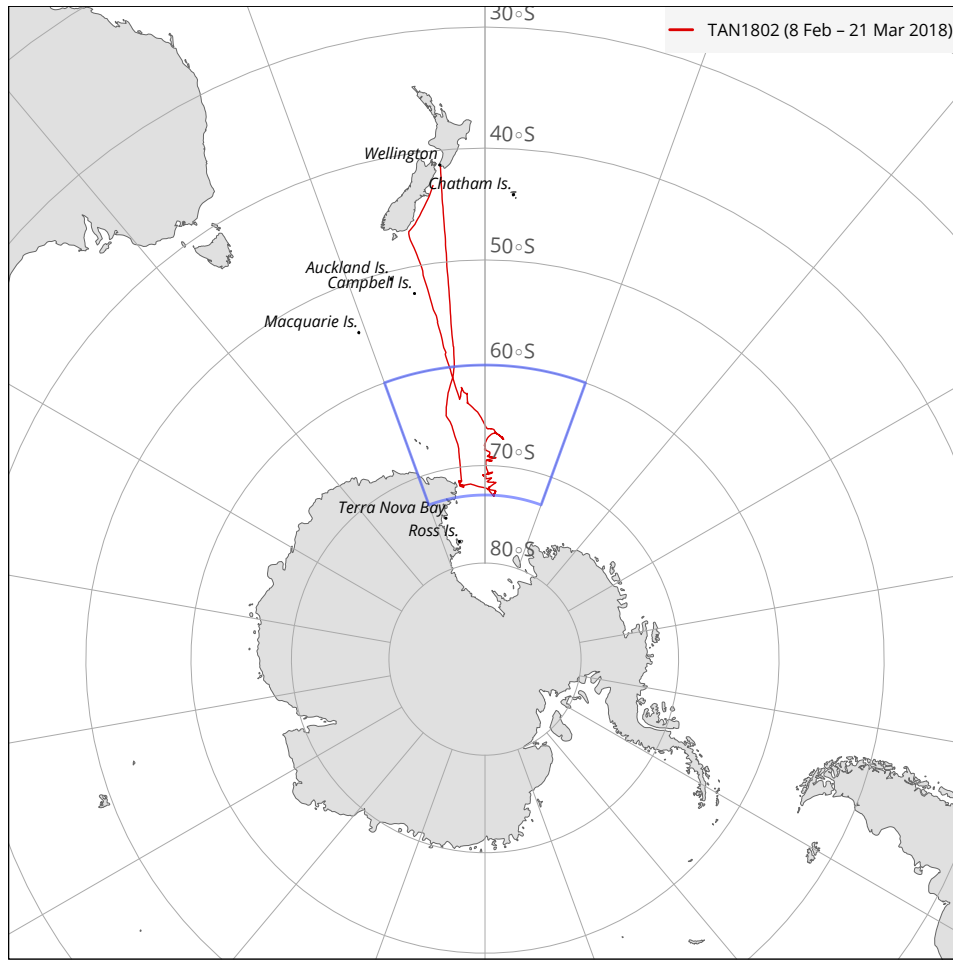 30◦S
TAN1802 (8 Feb – 21 Mar 2018)
40◦S
Wellington
Chatham Is.
50◦S
Auckland Is.
Campbell Is.
Macquarie Is.
60◦S
70◦S
Terra Nova Bay
Ross Is.
80◦S